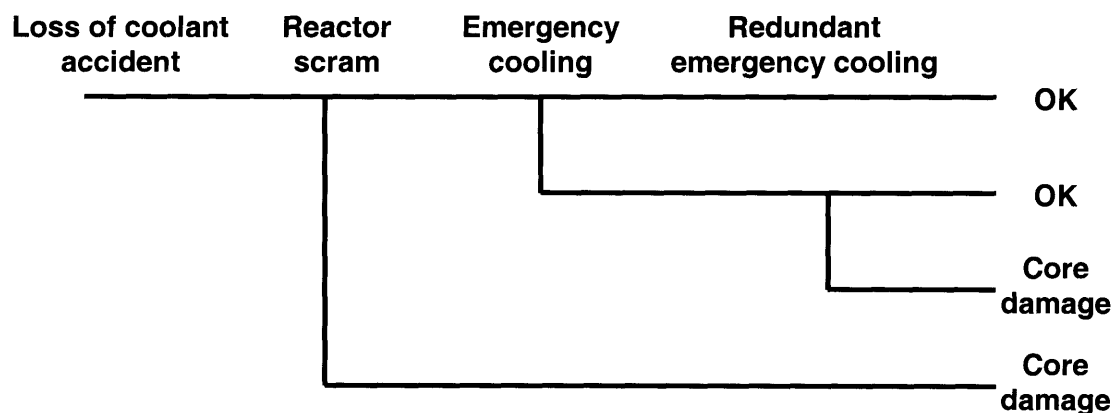 Loss of coolant
accident
Reactor
scram
Emergency
cooling
Redundant
emergency cooling
OK
OK
Core
damage
Core
damage